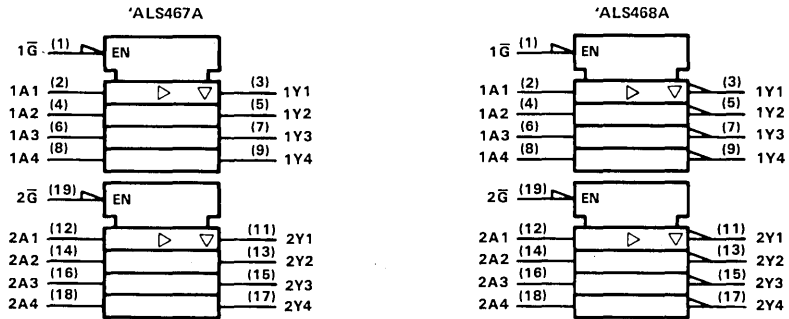 'ALS467A
1G̅ (1) EN
1A1 (2) (3) 1Y1
1A2 (4) (5) 1Y2
1A3 (6) (7) 1Y3
1A4 (8) (9) 1Y4
2G̅ (19) EN
2A1 (12) (11) 2Y1
2A2 (14) (13) 2Y2
2A3 (16) (15) 2Y3
2A4 (18) (17) 2Y4
'ALS468A
1G̅ (1) EN
1A1 (2) (3) 1Y1
1A2 (4) (5) 1Y2
1A3 (6) (7) 1Y3
1A4 (8) (9) 1Y4
2G̅ (19) EN
2A1 (12) (11) 2Y1
2A2 (14) (13) 2Y2
2A3 (16) (15) 2Y3
2A4 (18) (17) 2Y4